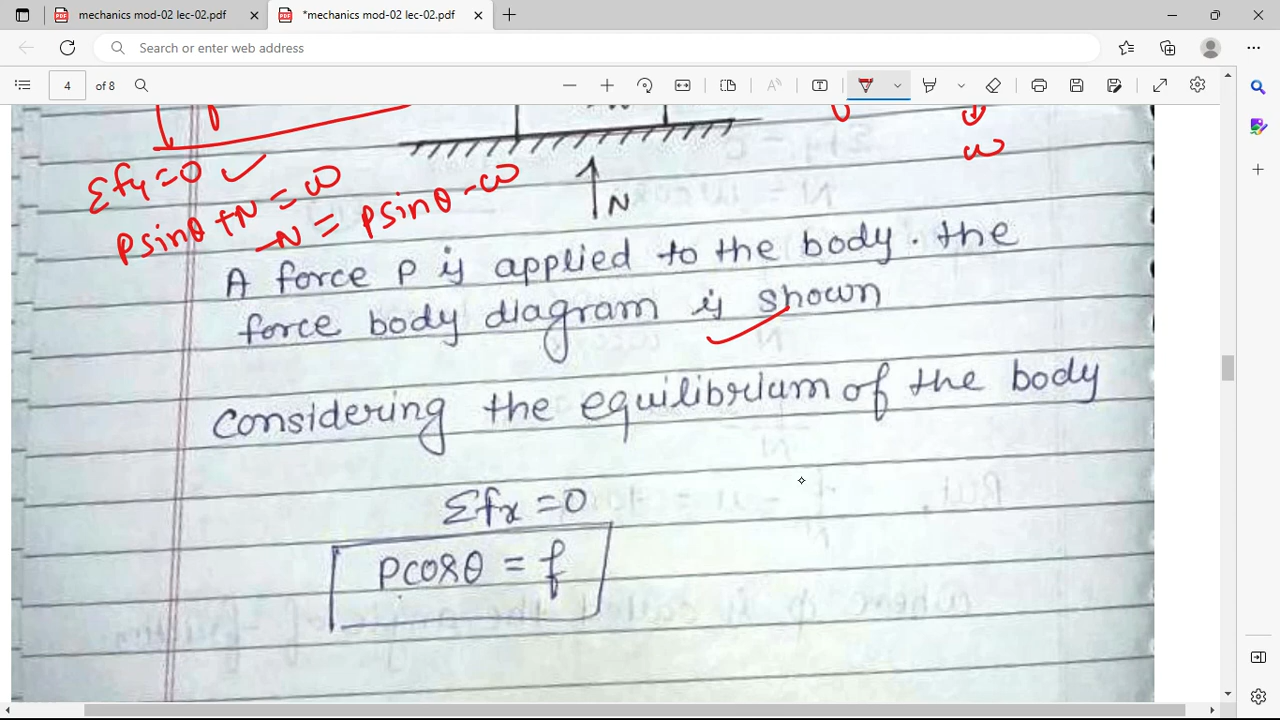 mechanics mod-02 lec-02.pdf
*mechanics mod-02 lec-02.pdf
Search or enter web address
4 of 8
w
Σfy=0
psinθ +N = w
-N = psinθ -w
N
A force P is applied to the body. the
force body diagram is shown
Considering the equilibrium of the body
Σfx =0
pcosθ = f